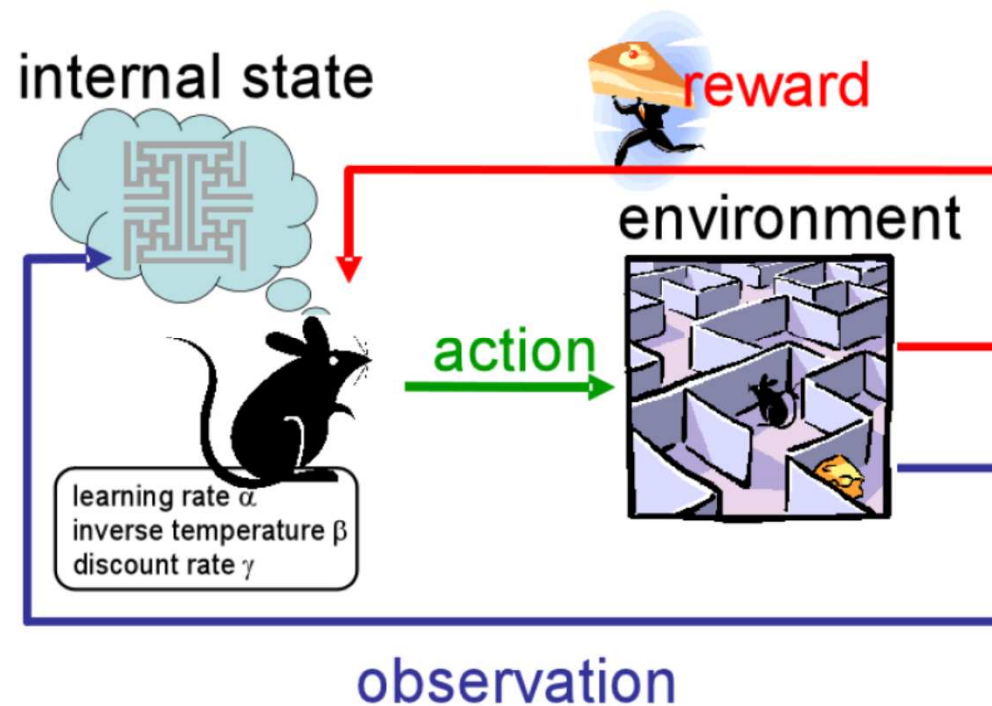 internal state
reward
environment
action
learning rate α
inverse temperature β
discount rate γ
observation